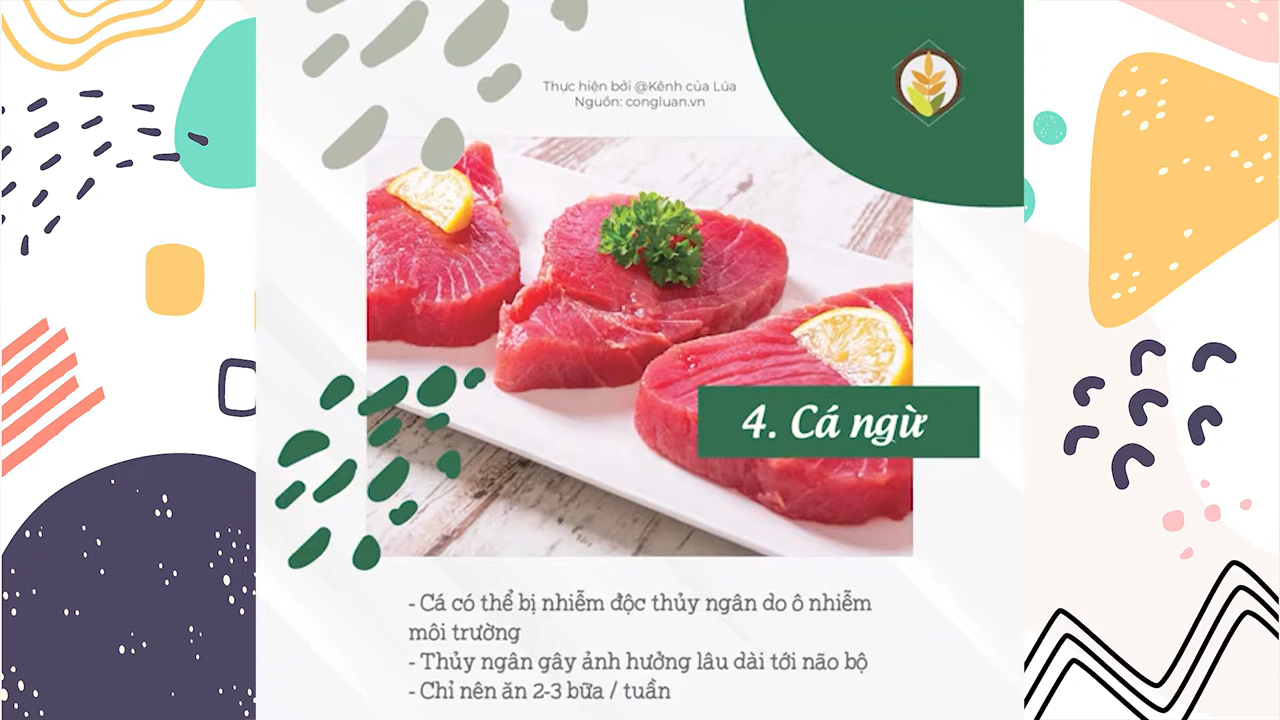 Thực hiện bởi @Kênh của Lúa
Nguồn: congluan.vn
4. Cá ngừ
- Cá có thể bị nhiễm độc thủy ngân do ô nhiễm
môi trường
- Thủy ngân gây ảnh hưởng lâu dài tới não bộ
- Chỉ nên ăn 2-3 bữa / tuần